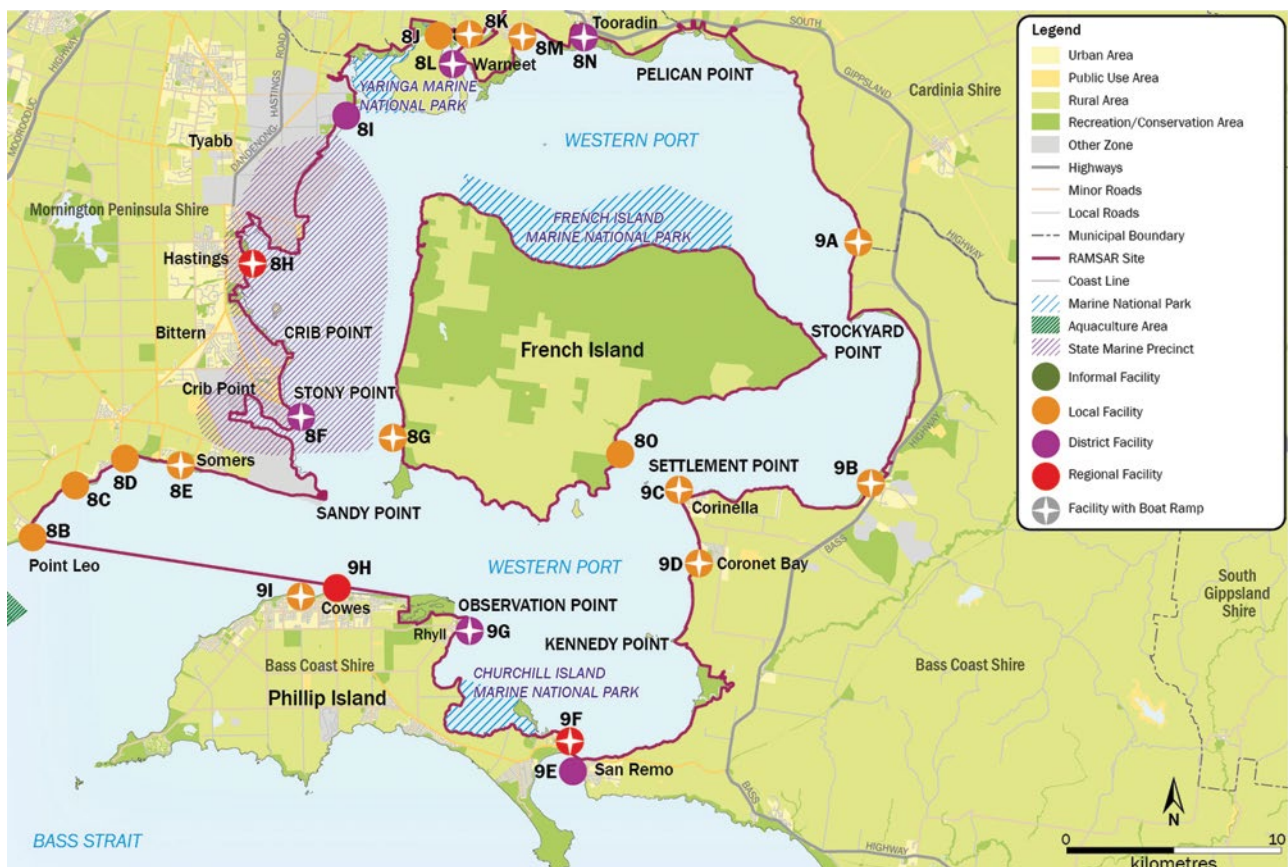 8K
Tooradin
8J
8M
SOUTH
8L
Warneet
8N
HIGHWAY
MOOROODUC
HASTINGS ROAD
DANDENONG
YARINGA MARINE
NATIONAL PARK
PELICAN POINT
GIPPSLAND
Cardinia Shire
8I
Tyabb
WESTERN PORT
HIGHWAY
Mornington Peninsula Shire
FRENCH ISLAND
MARINE NATIONAL PARK
9A
Hastings
8H
Bittern
CRIB POINT
STOCKYARD
POINT
French Island
Crib Point
STONY POINT
8F
8G
8O
HIGHWAY
8D
Somers
8E
8C
SETTLEMENT POINT
9B
9C
Corinella
SANDY POINT
8B
BASS
Point Leo
WESTERN PORT
9D
Coronet Bay
9H
9I
Cowes
OBSERVATION POINT
South
Gippsland
Shire
Rhyll
9G
KENNEDY POINT
Bass Coast Shire
Bass Coast Shire
CHURCHILL ISLAND
MARINE NATIONAL PARK
Phillip Island
9F
9E
San Remo
BASS
HIGHWAY
BASS STRAIT
N
0
10
kilometres
Legend
Urban Area
Public Use Area
Rural Area
Recreation/Conservation Area
Other Zone
Highways
Minor Roads
Local Roads
Municipal Boundary
RAMSAR Site
Coast Line
Marine National Park
Aquaculture Area
State Marine Precinct
Informal Facility
Local Facility
District Facility
Regional Facility
Facility with Boat Ramp